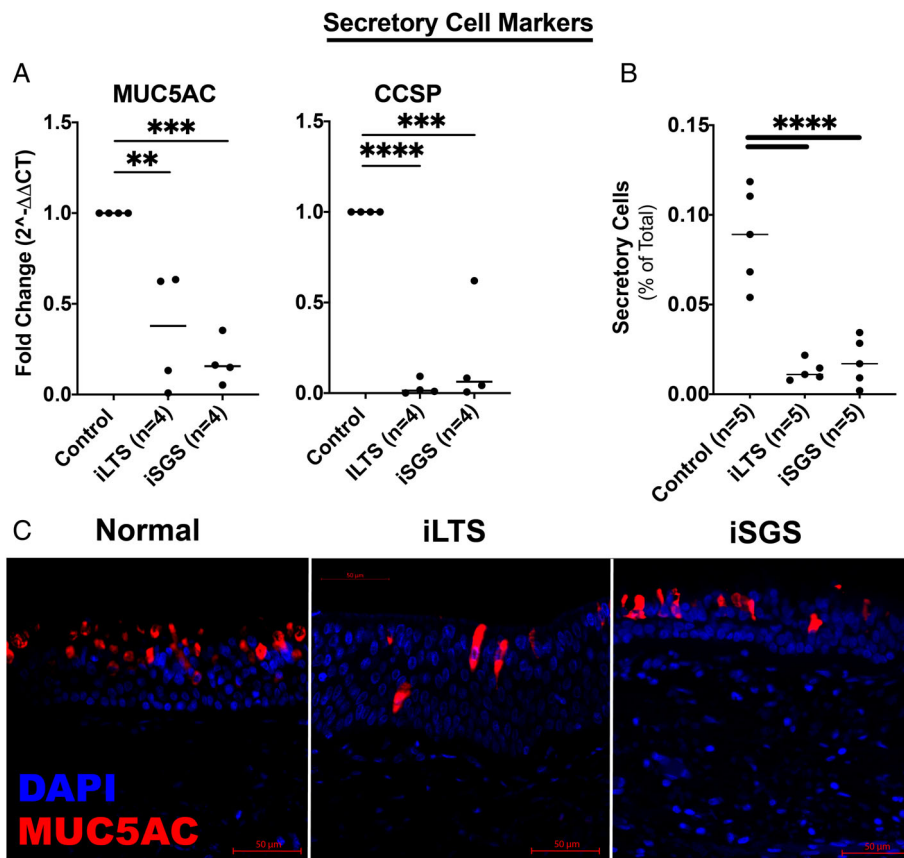 Secretory Cell Markers
A
MUC5AC
Fold Change (2^-ΔΔCT)
1.5
1.0
0.5
0.0
***
**
Control
iLTS (n=4)
iSGS (n=4)
CCSP
1.5
1.0
0.5
0.0
***
****
Control
lLTS (n=4)
iSGS (n=4)
B
Secretory Cells
(% of Total)
0.15
0.10
0.05
0.00
****
Control (n=5)
iLTS (n=5)
iSGS (n=5)
C
Normal
iLTS
iSGS
DAPI
MUC5AC
50 µm
50 µm
50 µm
50 µm